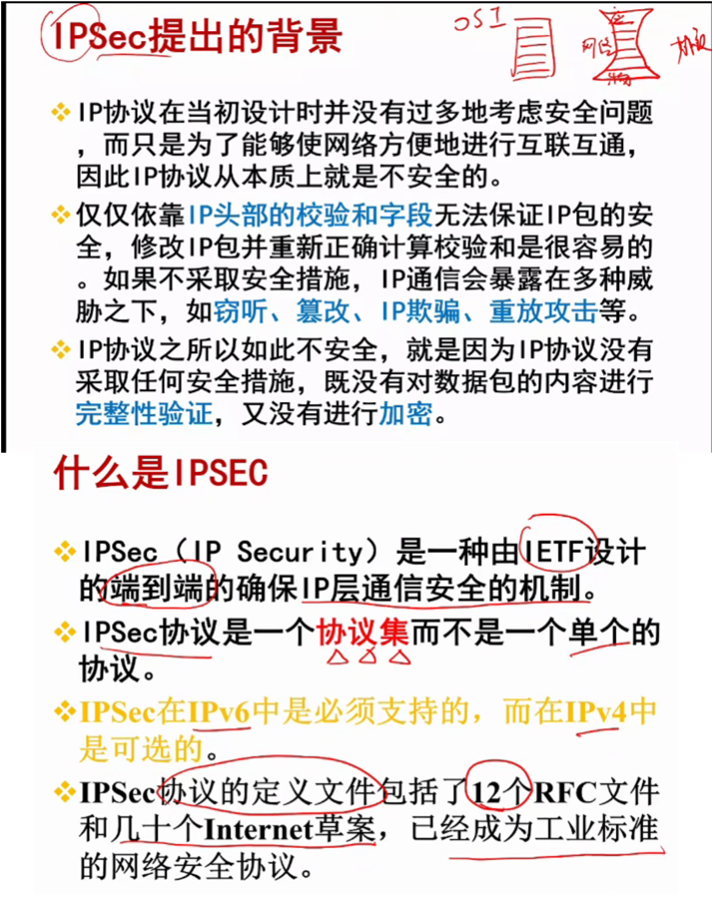 IPSec提出的背景
OSI
网络
协议
IP协议在当初设计时并没有过多地考虑安全问题
，而只是为了能够使网络方便地进行互联互通，
因此IP协议从本质上就是不安全的。
仅仅依靠IP头部的校验和字段无法保证IP包的安
全，修改IP包并重新正确计算校验和是很容易的
。如果不采取安全措施，IP通信会暴露在多种威
胁之下，如窃听、篡改、IP欺骗、重放攻击等。
IP协议之所以如此不安全，就是因为IP协议没有
采取任何安全措施，既没有对数据包的内容进行
完整性验证，又没有进行加密。
什么是IPSEC
IPSec（IP Security）是一种由IETF设计
的端到端的确保IP层通信安全的机制。
IPSec协议是一个协议集而不是一个单个的
协议。
IPSec在IPv6中是必须支持的，而在IPv4中
是可选的。
IPSec协议的定义文件包括了12个RFC文件
和几十个Internet草案，已经成为工业标准
的网络安全协议。